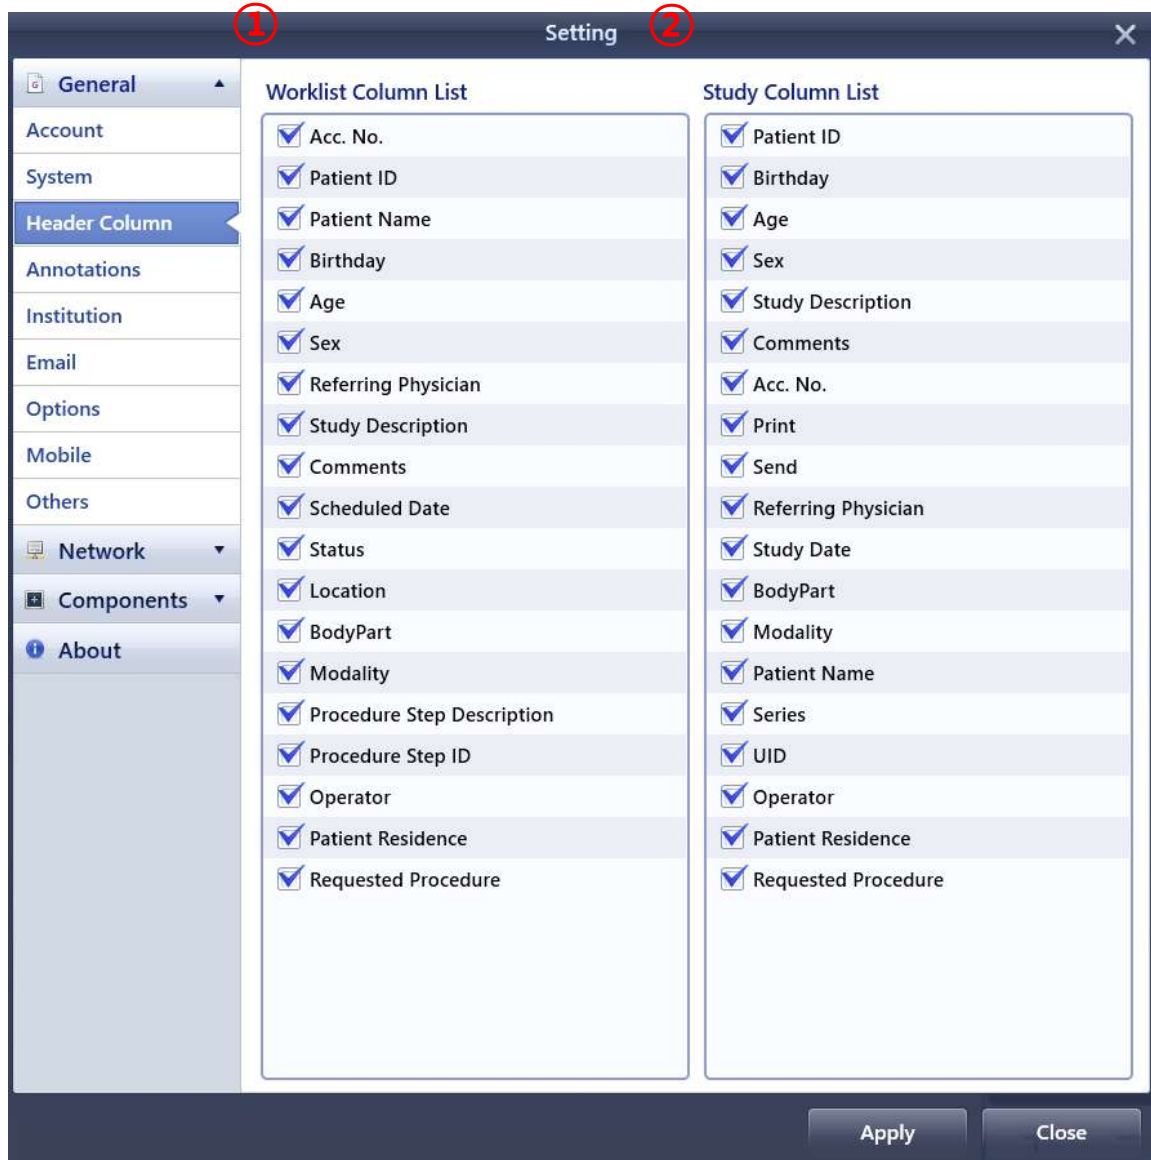 ① ②
Setting
General
Account
System
Header Column
Annotations
Institution
Email
Options
Mobile
Others
Network
Components
About
Worklist Column List
Acc. No.
Patient ID
Patient Name
Birthday
Age
Sex
Referring Physician
Study Description
Comments
Scheduled Date
Status
Location
BodyPart
Modality
Procedure Step Description
Procedure Step ID
Operator
Patient Residence
Requested Procedure
Study Column List
Patient ID
Birthday
Age
Sex
Study Description
Comments
Acc. No.
Print
Send
Referring Physician
Study Date
BodyPart
Modality
Patient Name
Series
UID
Operator
Patient Residence
Requested Procedure
Apply
Close